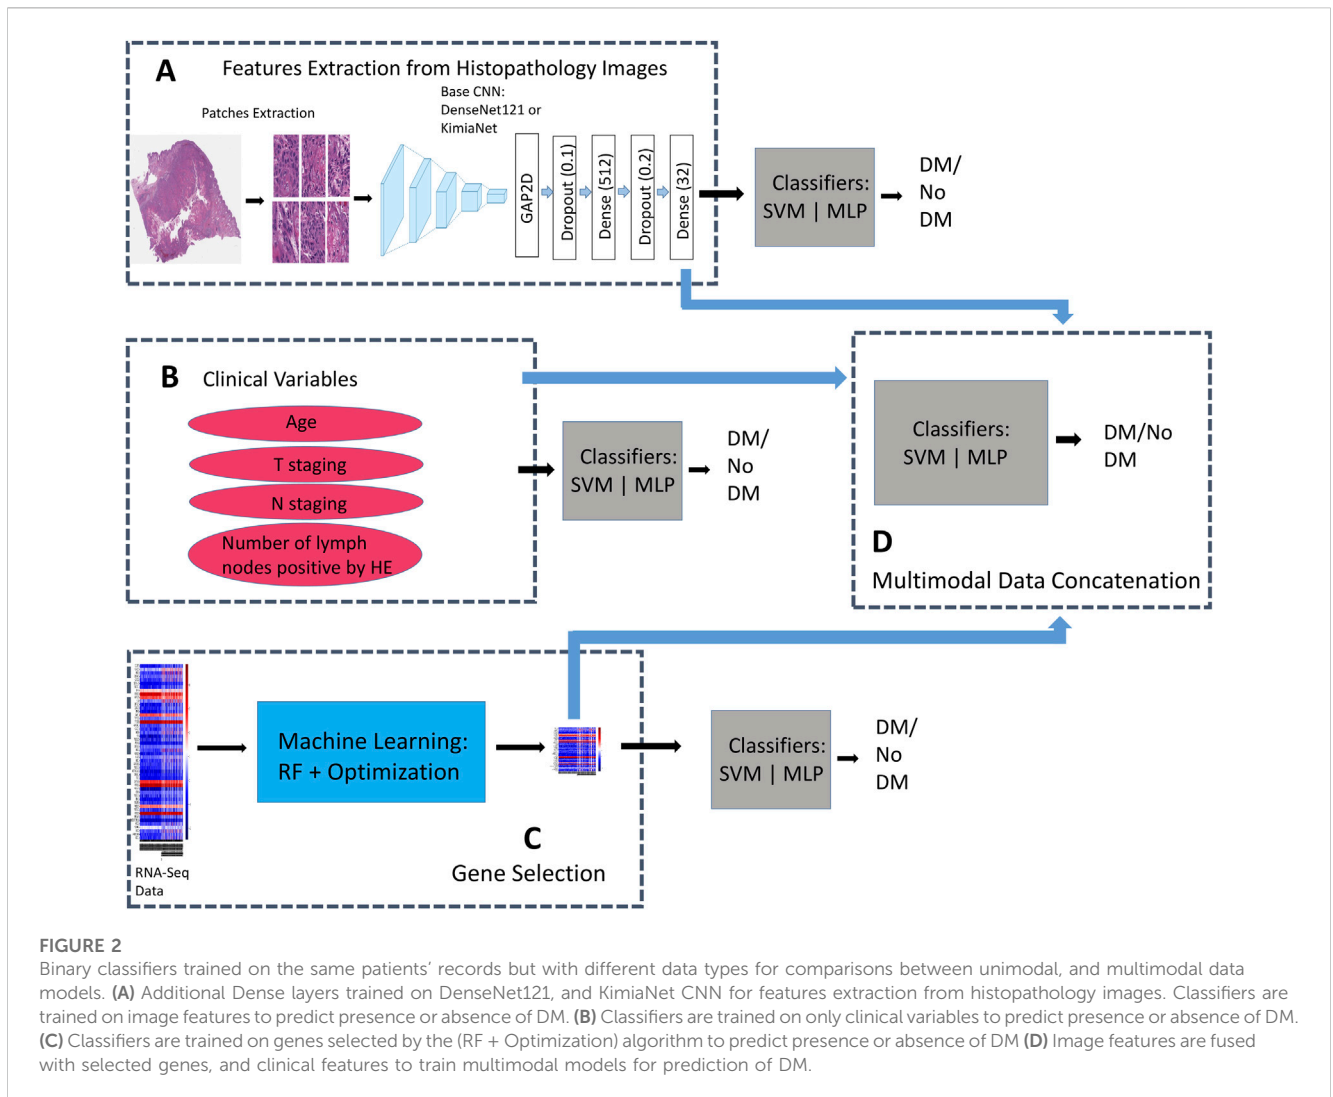 A
Features Extraction from Histopathology Images
Patches Extraction
Base CNN:
DenseNet121 or
KimiaNet
GAP2D
Dropout (0.1)
Dense (512)
Dropout (0.2)
Dense (32)
Classifiers:
SVM | MLP
DM/
No
DM
B
Clinical Variables
Age
T staging
N staging
Number of lymph
nodes positive by HE
Classifiers:
SVM | MLP
DM/
No
DM
Classifiers:
SVM | MLP
DM/No
DM
D
Multimodal Data Concatenation
RNA-Seq
Data
Machine Learning:
RF + Optimization
C
Gene Selection
Classifiers:
SVM | MLP
DM/
No
DM
FIGURE 2
Binary classifiers trained on the same patients’ records but with different data types for comparisons between unimodal, and multimodal data
models. (A) Additional Dense layers trained on DenseNet121, and KimiaNet CNN for features extraction from histopathology images. Classifiers are
trained on image features to predict presence or absence of DM. (B) Classifiers are trained on only clinical variables to predict presence or absence of DM.
(C) Classifiers are trained on genes selected by the (RF + Optimization) algorithm to predict presence or absence of DM (D) Image features are fused
with selected genes, and clinical features to train multimodal models for prediction of DM.